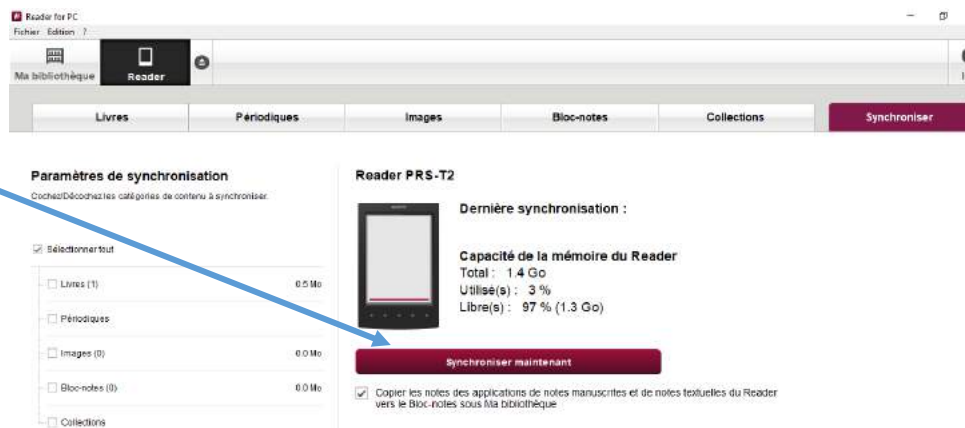 Reader for PC
Fichier Edition ?
Ma bibliothèque
Reader
Livres
Périodiques
Images
Bloc-notes
Collections
Synchroniser
Paramètres de synchronisation
Cochez/Décochez les catégories de contenu à synchroniser.
Sélectionner tout
Livres (1) 0.5 Mo
Périodiques
Images (0) 0.0 Mo
Bloc-notes (0) 0.0 Mo
Collections
Reader PRS-T2
SONY
Dernière synchronisation :
Capacité de la mémoire du Reader
Total : 1.4 Go
Utilisé(s) : 3 %
Libre(s) : 97 % (1.3 Go)
Synchroniser maintenant
Copier les notes des applications de notes manuscrites et de notes textuelles du Reader
vers le Bloc-notes sous Ma bibliothèque